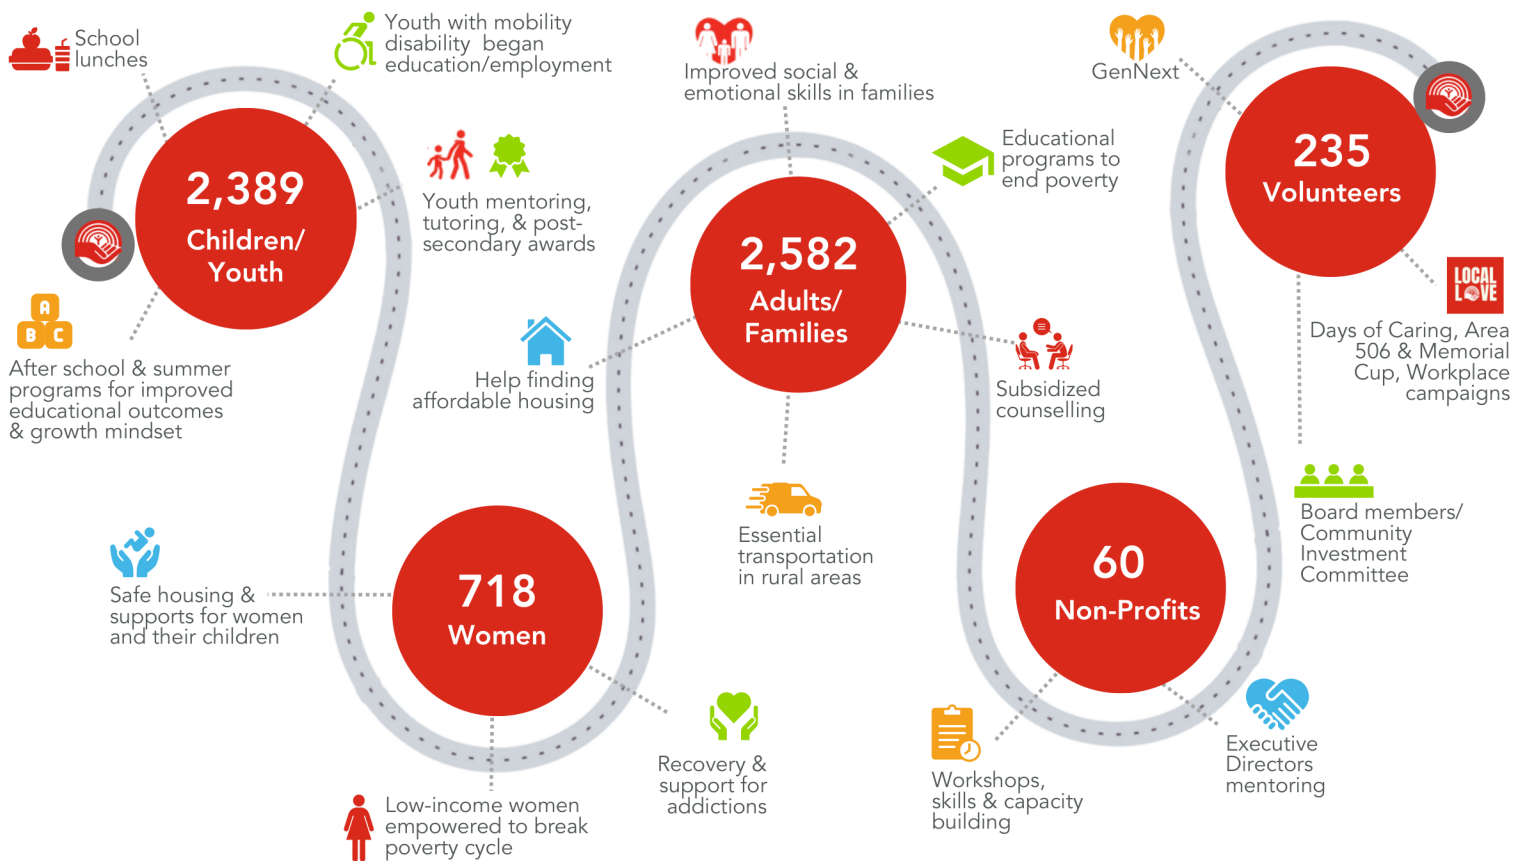 School
lunches
Youth with mobility
disability began
education/employment
2,389
Children/
Youth
Youth mentoring,
tutoring, & post-
secondary awards
A
B C
After school & summer
programs for improved
educational outcomes
& growth mindset
Safe housing &
supports for women
and their children
718
Women
Low-income women
empowered to break
poverty cycle
Recovery &
support for
addictions
Improved social &
emotional skills in families
Educational
programs to
end poverty
2,582
Adults/
Families
Help finding
affordable housing
Subsidized
counselling
Essential
transportation
in rural areas
60
Non-Profits
Workshops,
skills & capacity
building
Executive
Directors
mentoring
GenNext
235
Volunteers
LOCAL
LOVE
Days of Caring, Area
506 & Memorial
Cup, Workplace
campaigns
Board members/
Community
Investment
Committee